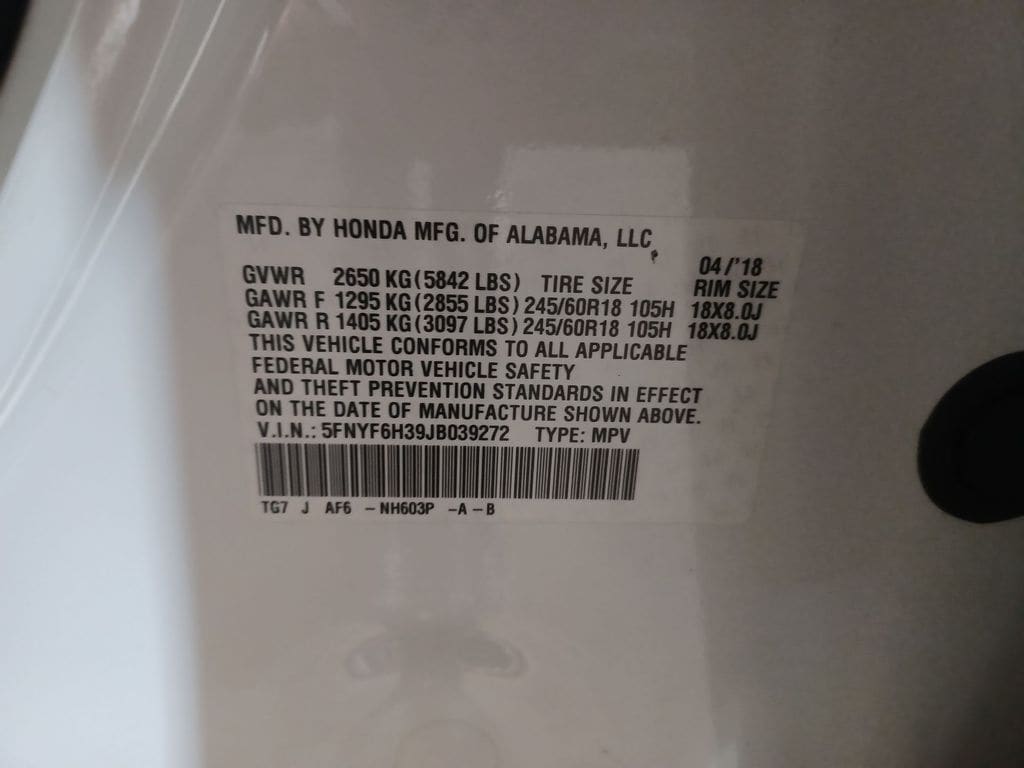 MFD. BY HONDA MFG. OF ALABAMA, LLC
04/'18
GVWR 2650 KG(5842 LBS) TIRE SIZE RIM SIZE
GAWR F 1295 KG(2855 LBS) 245/60R18 105H 18X8.0J
GAWR R 1405 KG(3097 LBS) 245/60R18 105H 18X8.0J
THIS VEHICLE CONFORMS TO ALL APPLICABLE
FEDERAL MOTOR VEHICLE SAFETY
AND THEFT PREVENTION STANDARDS IN EFFECT
ON THE DATE OF MANUFACTURE SHOWN ABOVE.
V.I.N.: 5FNYF6H39JB039272 TYPE: MPV
TG7 J AF6 -NH603P -A-B